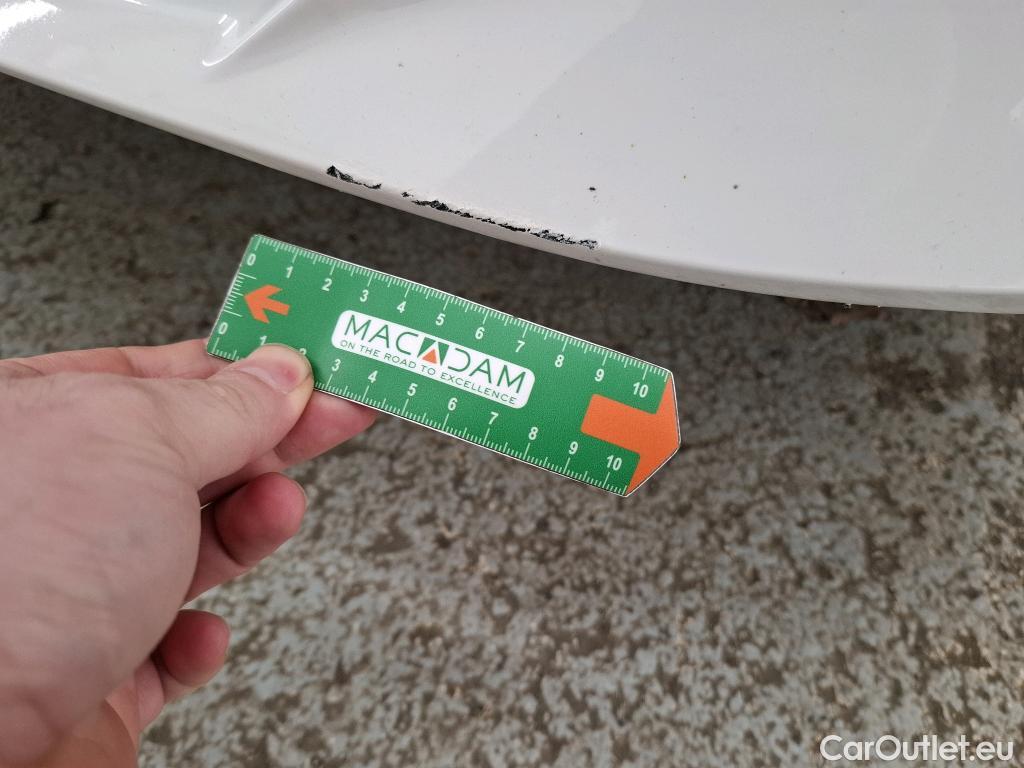 0 1 2 3 4 5 6 7 8 9 10
MACADAM
ON THE ROAD TO EXCELLENCE
0 1 2 3 4 5 6 7 8 9 10
CarOutlet.eu